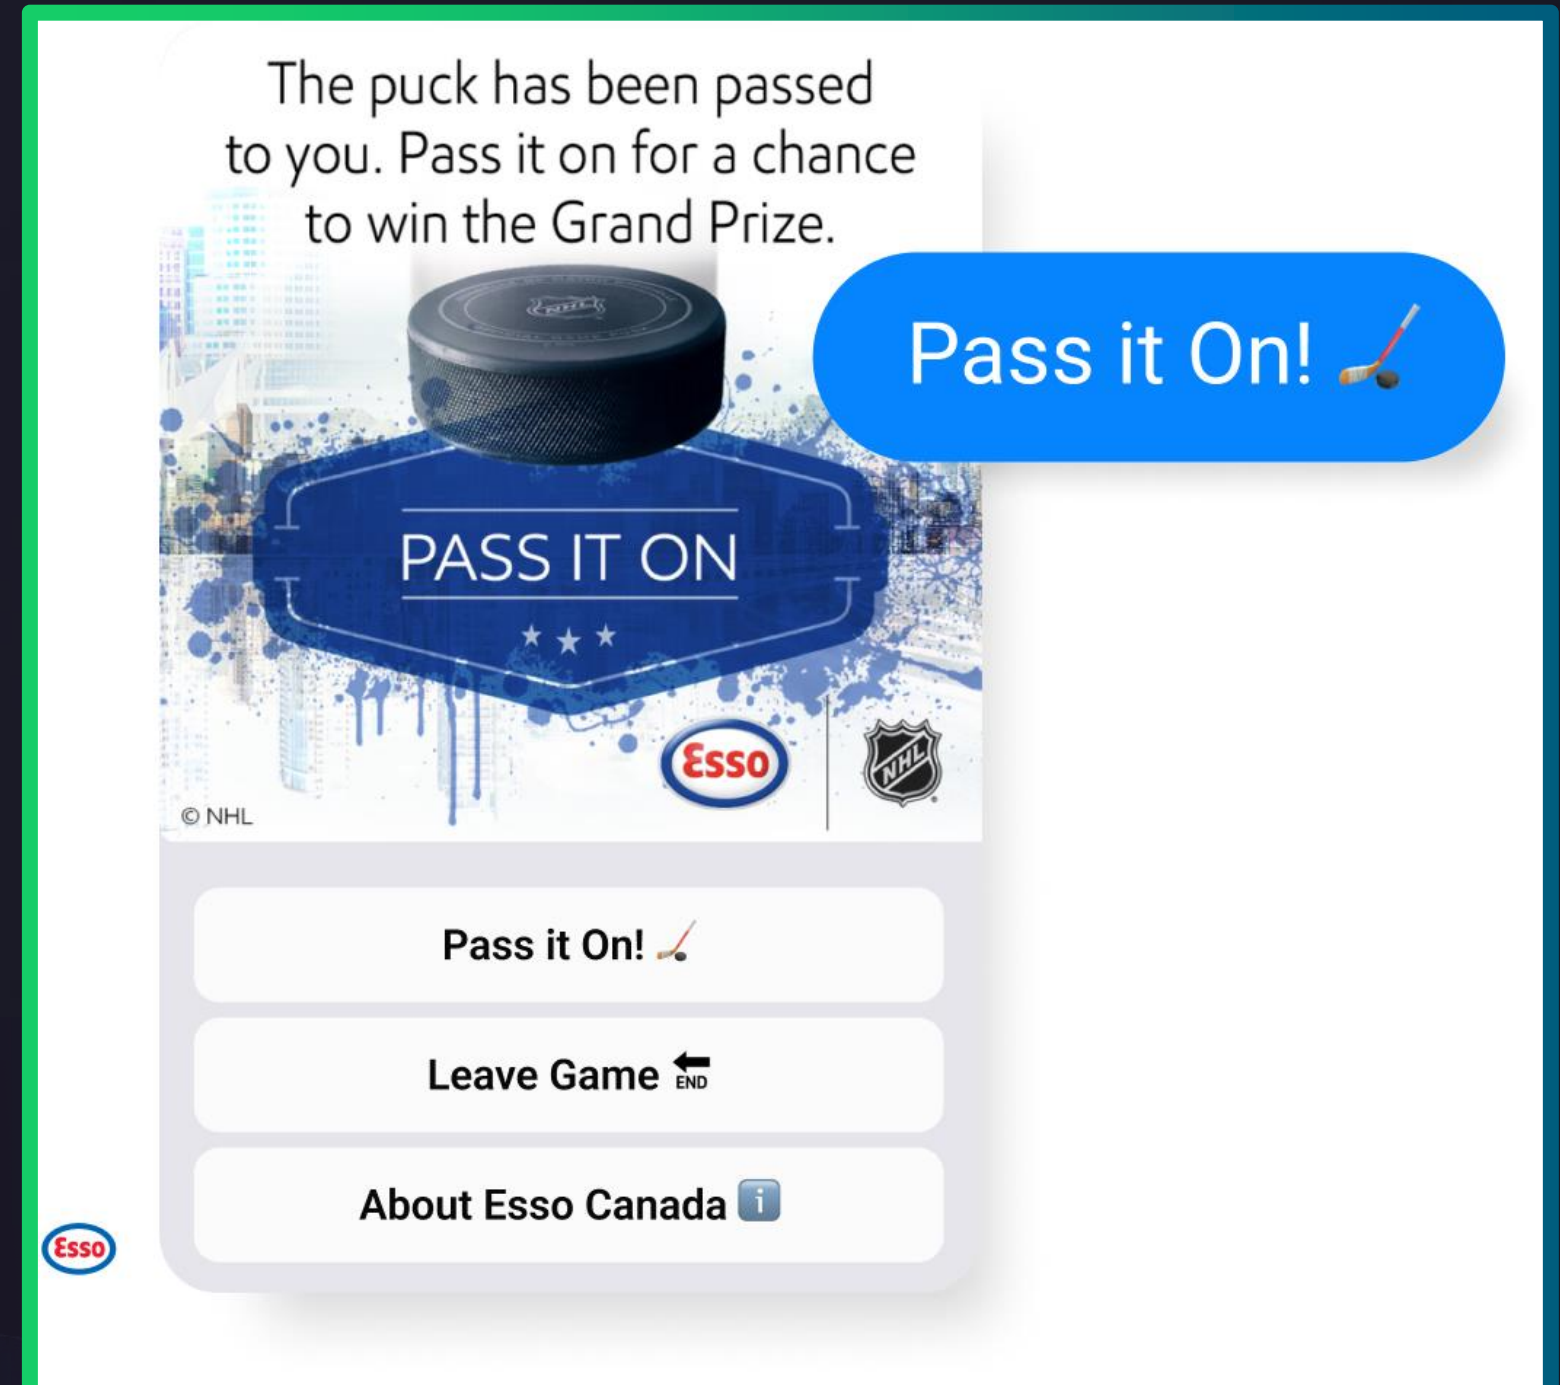 The puck has been passed
to you. Pass it on for a chance
to win the Grand Prize.
NHL
Pass it On! 🏒
PASS IT ON
Esso
NHL
© NHL
Pass it On! 🏒
Leave Game 🔚
About Esso Canada ℹ️
Esso